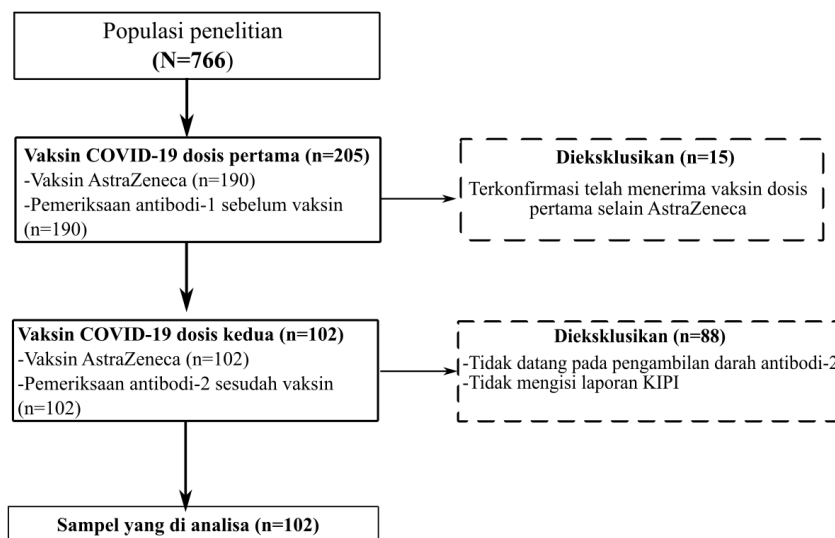 Populasi penelitian
(N=766)
Vaksin COVID-19 dosis pertama (n=205)
-Vaksin AstraZeneca (n=190)
-Pemeriksaan antibodi-1 sebelum vaksin
(n=190)
Dieksklusikan (n=15)
Terkonfirmasi telah menerima vaksin dosis
pertama selain AstraZeneca
Vaksin COVID-19 dosis kedua (n=102)
-Vaksin AstraZeneca (n=102)
-Pemeriksaan antibodi-2 sesudah vaksin
(n=102)
Dieksklusikan (n=88)
-Tidak datang pada pengambilan darah antibodi-2
-Tidak mengisi laporan KIPI
Sampel yang di analisa (n=102)